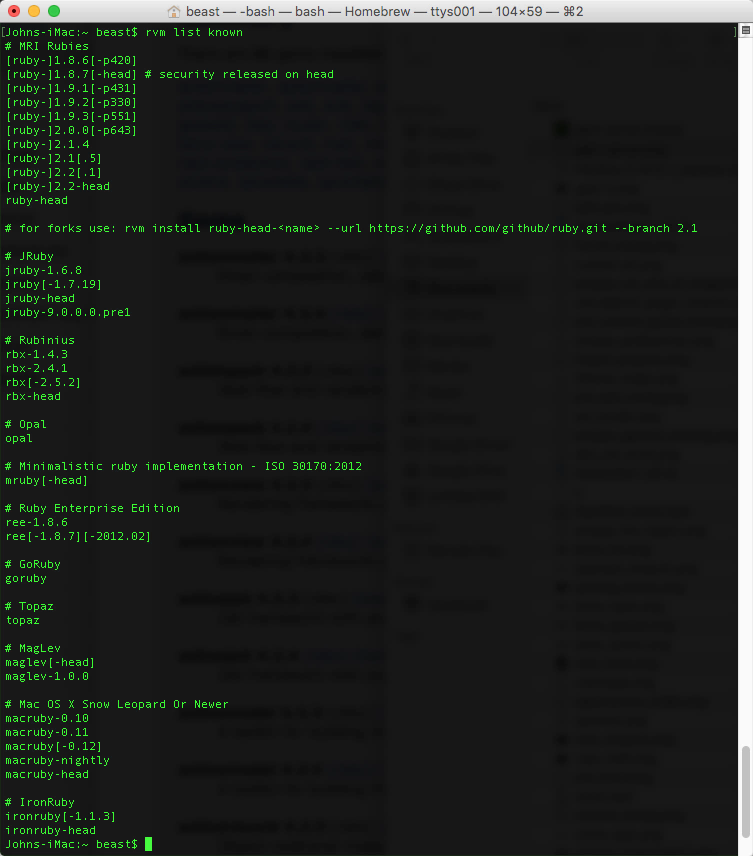 beast — -bash — bash — Homebrew — ttys001 — 104×59 — ⌘2
[Johns-iMac:~ beast$ rvm list known ]
# MRI Rubies
[ruby-]1.8.6[-p420]
[ruby-]1.8.7[-head] # security released on head
[ruby-]1.9.1[-p431]
[ruby-]1.9.2[-p330]
[ruby-]1.9.3[-p551]
[ruby-]2.0.0[-p643]
[ruby-]2.1.4
[ruby-]2.1[.5]
[ruby-]2.2[.1]
[ruby-]2.2-head
ruby-head
# for forks use: rvm install ruby-head-<name> --url https://github.com/github/ruby.git --branch 2.1
# JRuby
jruby-1.6.8
jruby[-1.7.19]
jruby-head
jruby-9.0.0.0.pre1
# Rubinius
rbx-1.4.3
rbx-2.4.1
rbx[-2.5.2]
rbx-head
# Opal
opal
# Minimalistic ruby implementation - ISO 30170:2012
mruby[-head]
# Ruby Enterprise Edition
ree-1.8.6
ree[-1.8.7][-2012.02]
# GoRuby
goruby
# Topaz
topaz
# MagLev
maglev[-head]
maglev-1.0.0
# Mac OS X Snow Leopard Or Newer
macruby-0.10
macruby-0.11
macruby[-0.12]
macruby-nightly
macruby-head
# IronRuby
ironruby[-1.1.3]
ironruby-head
Johns-iMac:~ beast$